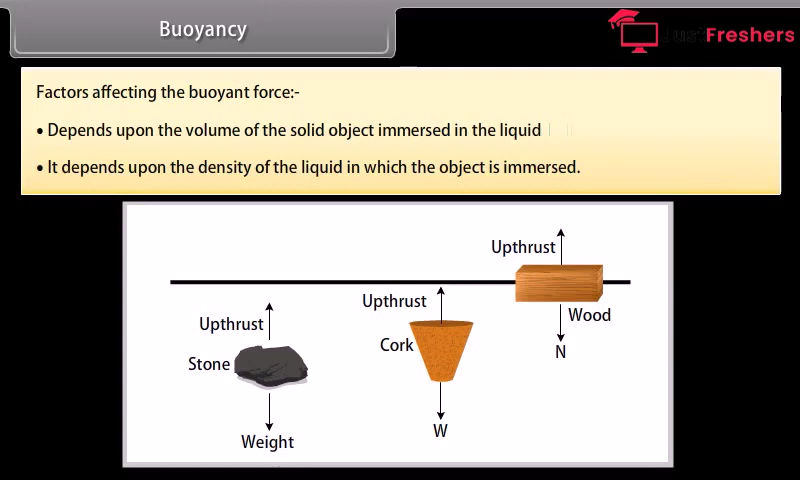 Buoyancy
Just Freshers
Factors affecting the buoyant force:-
• Depends upon the volume of the solid object immersed in the liquid
• It depends upon the density of the liquid in which the object is immersed.
Upthrust
Upthrust
Upthrust
Wood
Cork
N
Stone
W
Weight